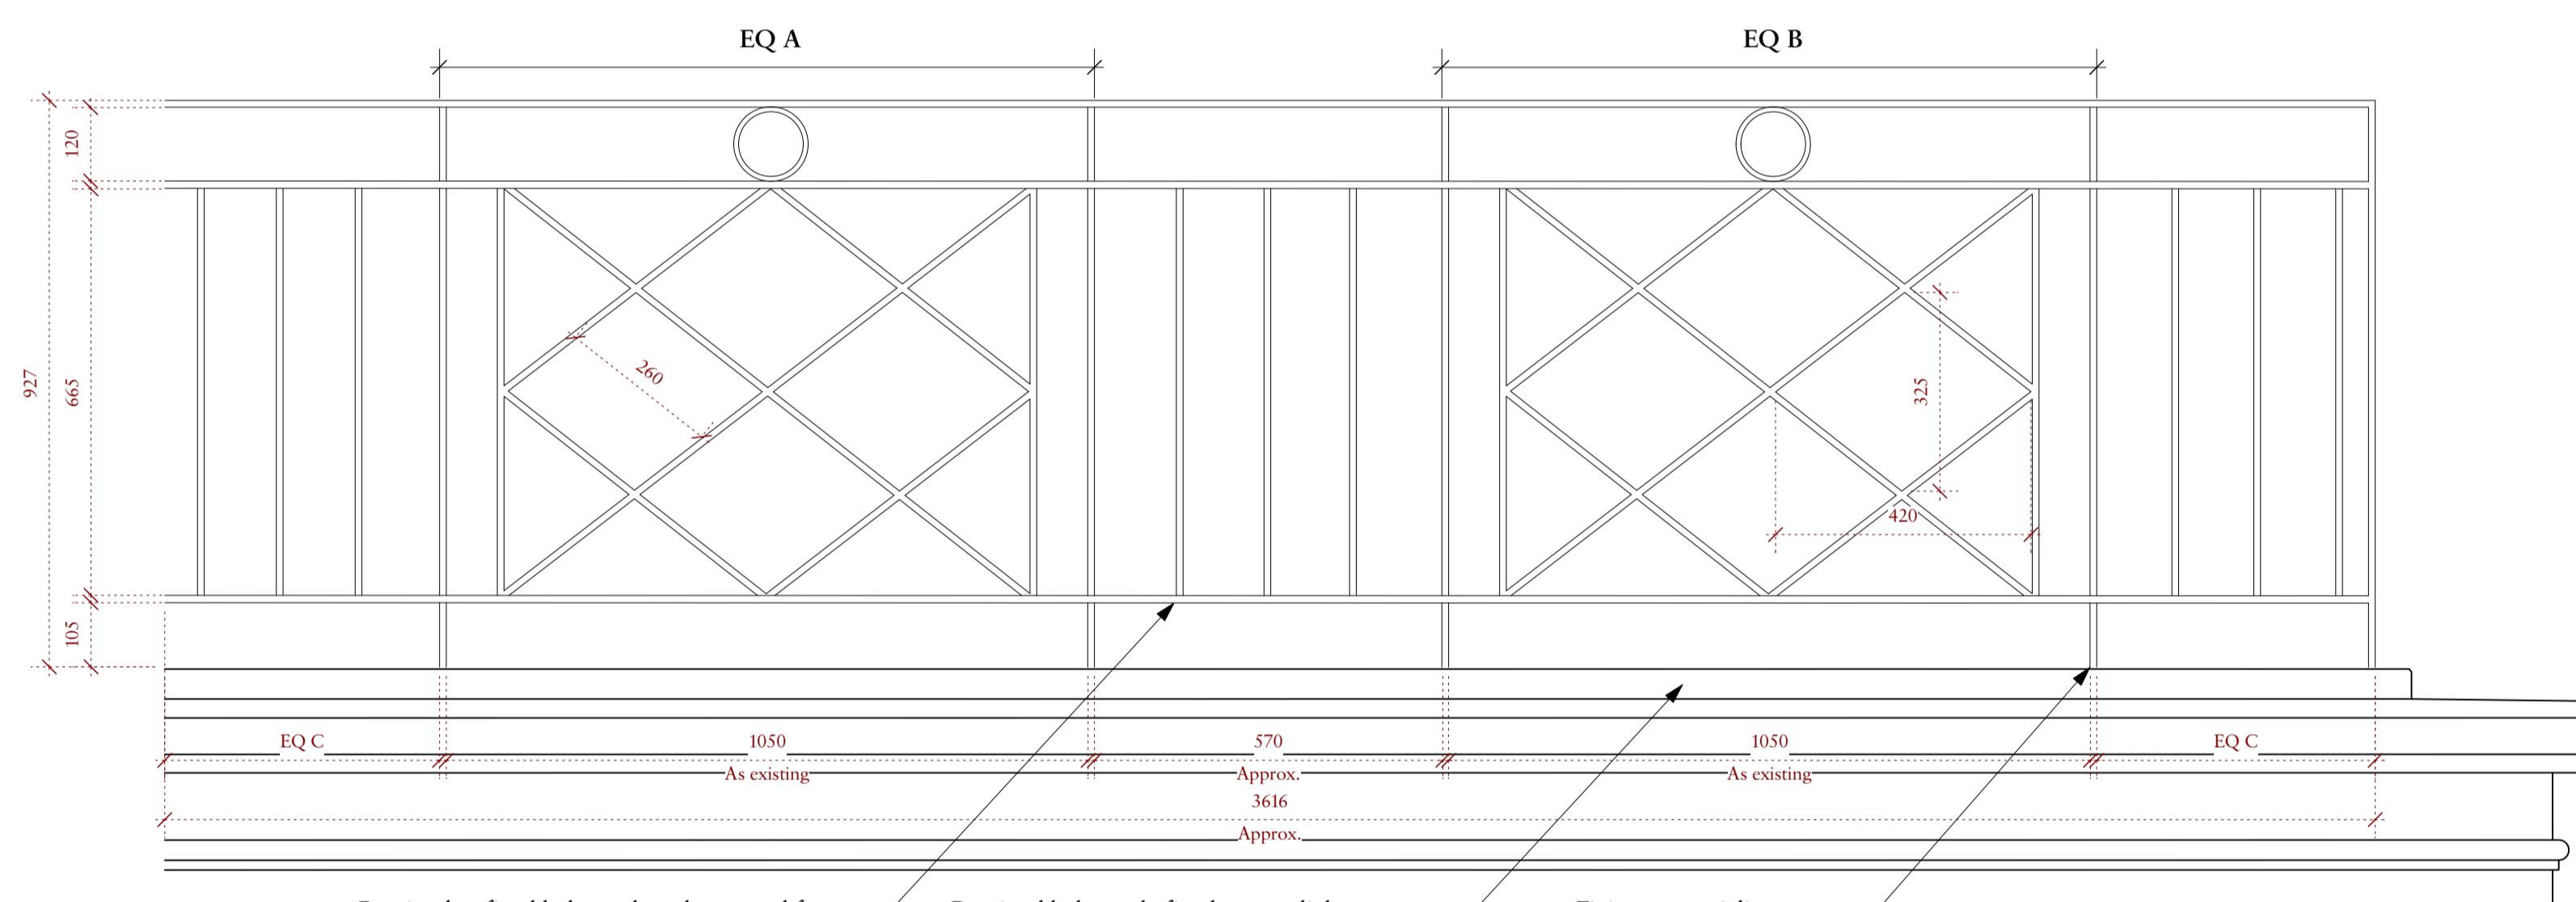 EQ A
EQ B
120
927
665
260
325
420
105
EQ C
1050
570
1050
EQ C
As existing
Approx.
As existing
3616
Approx.